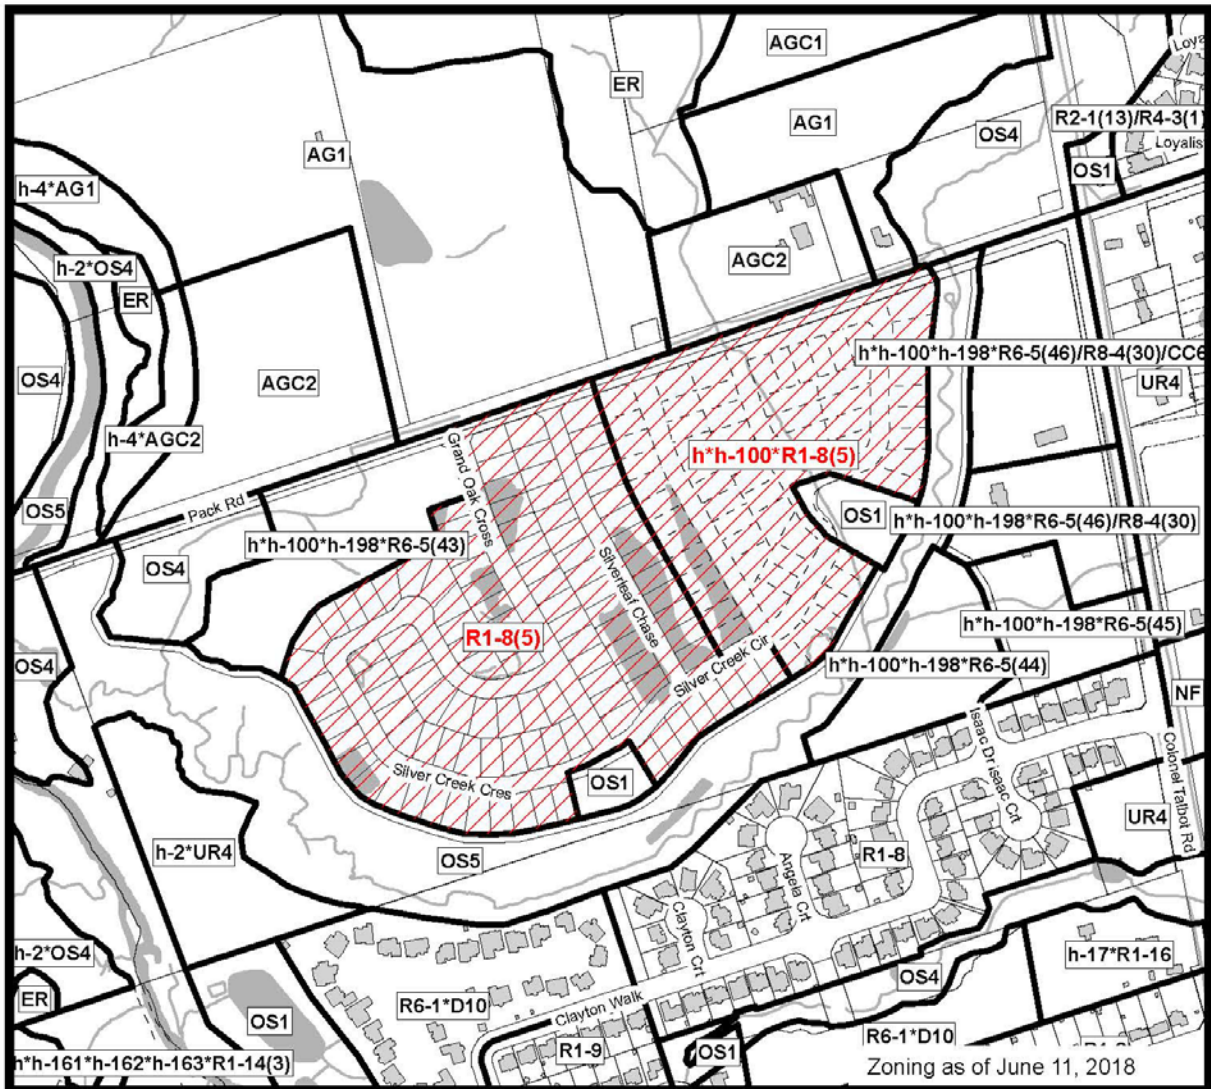 AGC1
ER
AG1
OS4
R2-1(13)/R4-3(1)
Loyalis
OS1
AG1
h-4*AG1
AGC2
h-2*OS4
ER
h*h-100*h-198*R6-5(46)/R8-4(30)/CC6
OS4
AGC2
UR4
h-4*AGC2
Grand Oak Cross
h*h-100*R1-8(5)
OS5
Pack Rd
OS1
h*h-100*h-198*R6-5(46)/R8-4(30)
h*h-100*h-198*R6-5(43)
OS4
Silverleaf Chase
R1-8(5)
h*h-100*h-198*R6-5(45)
OS4
Silver Creek Cir
h*h-100*h-198*R6-5(44)
NF
Isaac Dr
Isaac Crt
Colonel Talbot Rd
Silver Creek Cres
OS1
UR4
h-2*UR4
OS5
R1-8
Angela Crt
Clayton Crt
h-2*OS4
h-17*R1-16
OS4
ER
R6-1*D10
OS1
Clayton Walk
R6-1*D10
R1-9
OS1
h*h-161*h-162*h-163*R1-14(3)
Zoning as of June 11, 2018